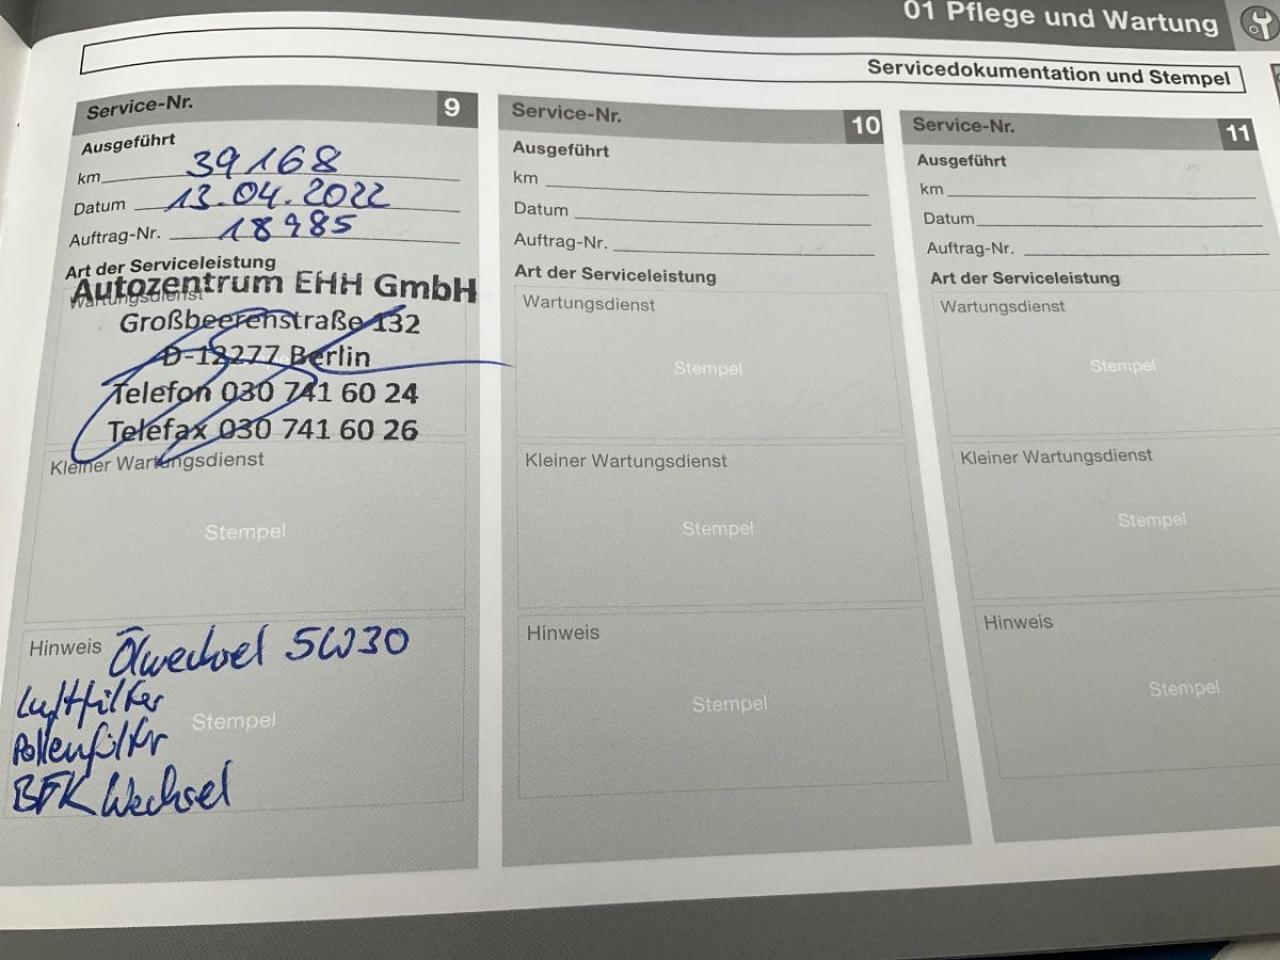 01 Pflege und Wartung
Servicedokumentation und Stempel
Service-Nr. 9
Ausgeführt
km 39168
Datum 13.04.2022
Auftrag-Nr. 18985
Art der Serviceleistung
Wartungsdienst
Autozentrum EHH GmbH
Großbeerenstraße 132
D-12277 Berlin
Telefon 030 741 60 24
Telefax 030 741 60 26
Kleiner Wartungsdienst
Stempel
Hinweis Ölwechsel 5W30
Luftfilter
Stempel
Pollenfilter
BFK Wechsel
Service-Nr. 10
Ausgeführt
km
Datum
Auftrag-Nr.
Art der Serviceleistung
Wartungsdienst
Stempel
Kleiner Wartungsdienst
Stempel
Hinweis
Stempel
Service-Nr. 11
Ausgeführt
km
Datum
Auftrag-Nr.
Art der Serviceleistung
Wartungsdienst
Stempel
Kleiner Wartungsdienst
Stempel
Hinweis
Stempel